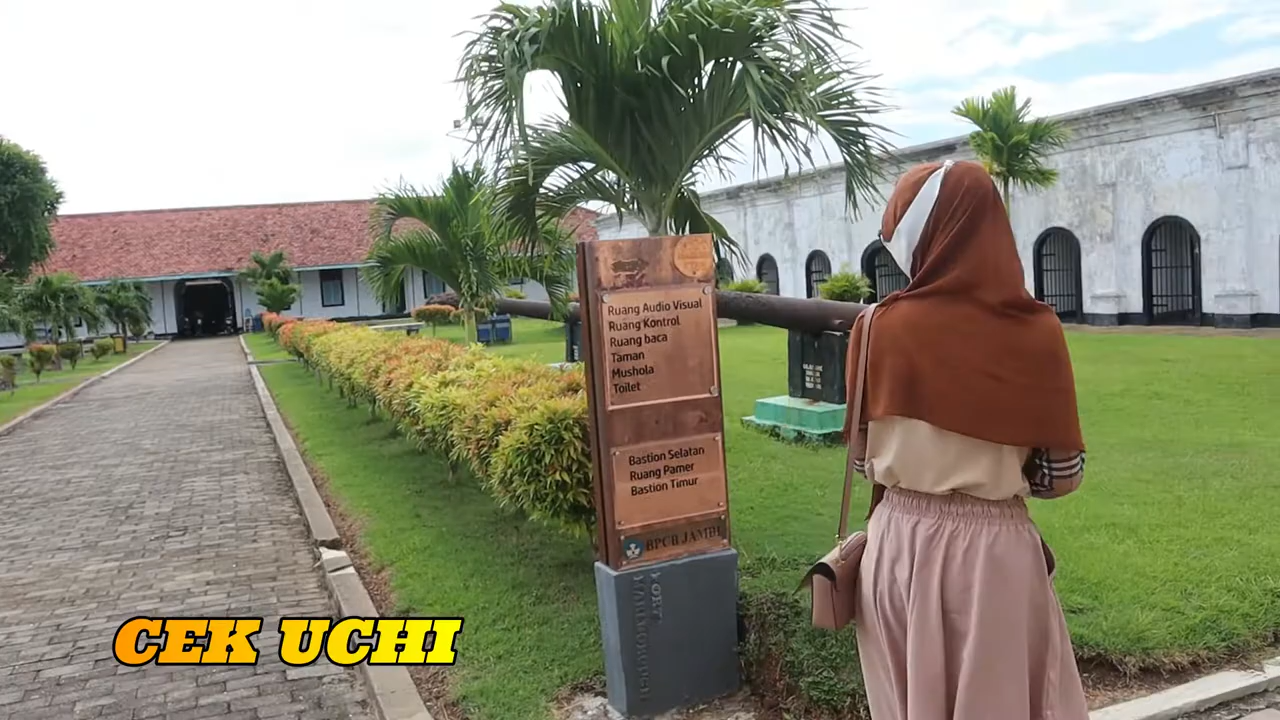 Ruang Audio Visual
Ruang Kontrol
Ruang baca
Taman
Mushola
Toilet
Bastion Selatan
Ruang Pamer
Bastion Timur
BPCB JAMBI
FORT
MARLBOROUGH
CEK UCHI